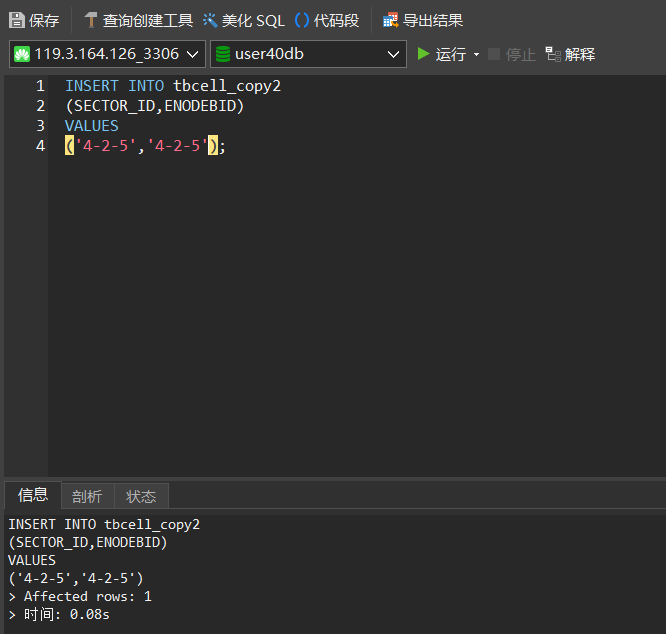 保存 查询创建工具 美化 SQL () 代码段 导出结果
119.3.164.126_3306 user40db 运行 停止 解释
1 INSERT INTO tbcell_copy2
2 (SECTOR_ID,ENODEBID)
3 VALUES
4 ('4-2-5','4-2-5');
信息 剖析 状态
INSERT INTO tbcell_copy2
(SECTOR_ID,ENODEBID)
VALUES
('4-2-5','4-2-5')
> Affected rows: 1
> 时间: 0.08s